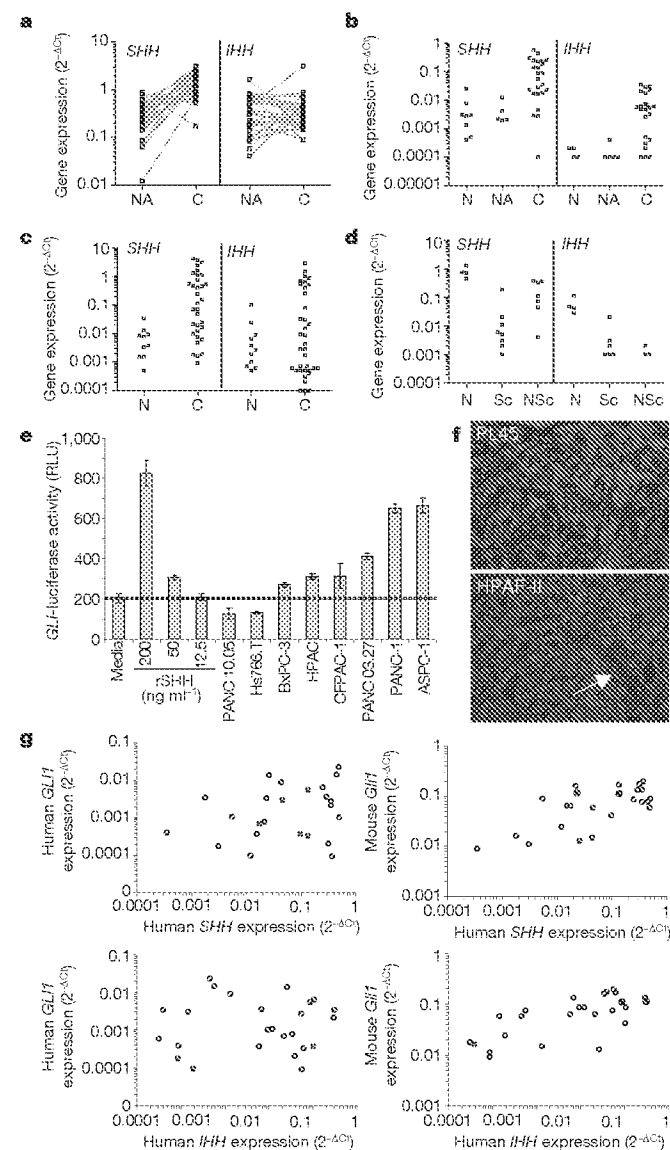 a
SHH
IHH
Gene expression (2-ΔCt)
10
1
0.1
0.01
NA C NA C
b
SHH
IHH
Gene expression (2-ΔCt)
1
0.1
0.01
0.001
0.0001
0.00001
N NA C N NA C
c
SHH
IHH
Gene expression (2-ΔCt)
10
1
0.1
0.01
0.001
0.0001
N C N C
d
SHH
IHH
Gene expression (2-ΔCt)
10
1
0.1
0.01
0.001
0.0001
N Sc NSc N Sc NSc
e
GLI-luciferase activity (RLU)
1,000
800
600
400
200
0
Media
200
50
12.5
rSHH
(ng ml-1)
PANC 10.05
Hs766.T
BxPC-3
HPAC
CFPAC-1
PANC 03.27
PANC-1
ASPC-1
f
PL45
HPAF-II
g
Human GLI1
expression (2-ΔCt)
0.1
0.01
0.001
0.0001
0
0.0001 0.001 0.01 0.1 1
Human SHH expression (2-ΔCt)
Mouse Gli1
expression (2-ΔCt)
1
0.1
0.01
0.001
0.0001 0.001 0.01 0.1 1
Human SHH expression (2-ΔCt)
Human GLI1
expression (2-ΔCt)
0.1
0.01
0.001
0.0001
0
0.0001 0.001 0.01 0.1 1
Human IHH expression (2-ΔCt)
Mouse Gli1
expression (2-ΔCt)
1
0.1
0.01
0.001
0.0001 0.001 0.01 0.1 1
Human IHH expression (2-ΔCt)